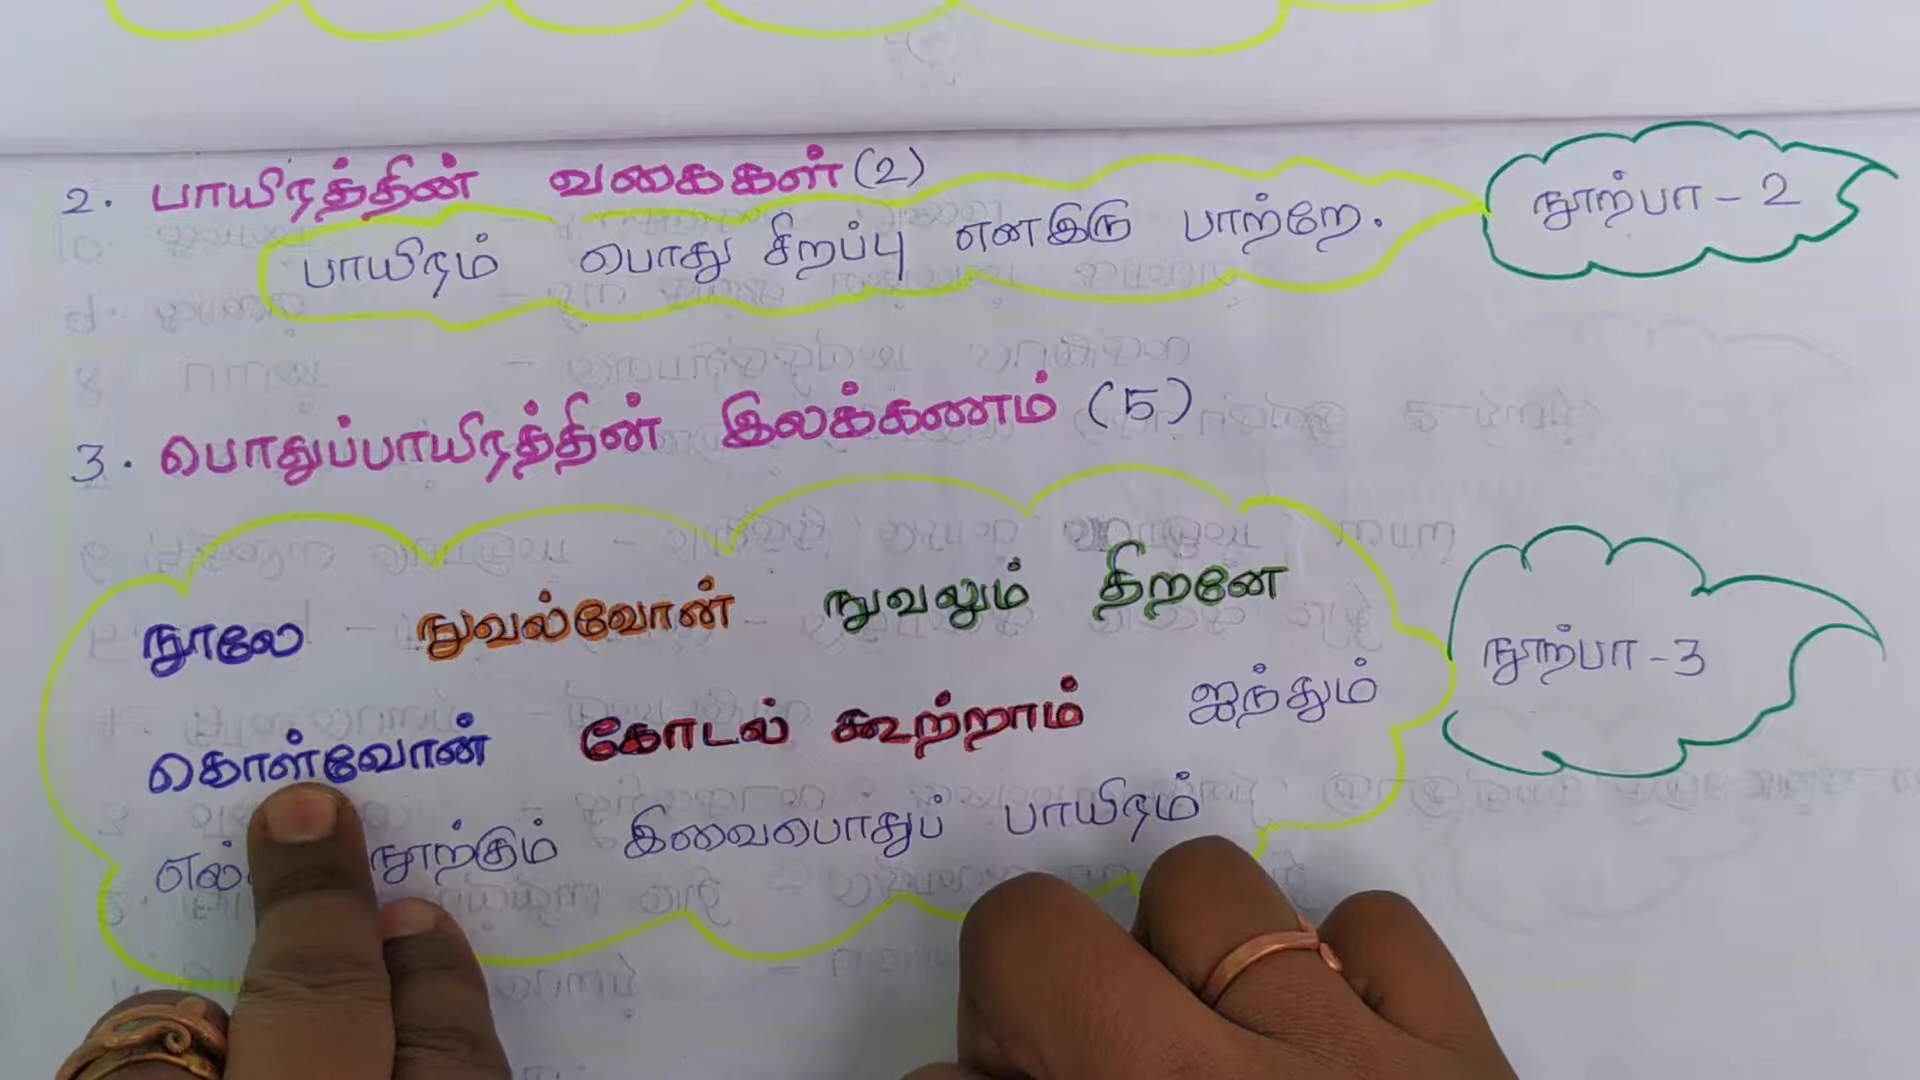 2. பாயிரத்தின் வகைகள் (2)
பாயிரம் பொது சிறப்பு எனஇரு பாற்றே.
நூற்பா - 2
3. பொதுப்பாயிரத்தின் இலக்கணம் (5)
நூலே நுவல்வோன் நுவலும் திறனே
கொள்வோன் கோடல் கூற்றாம் ஐந்தும்
நூற்கும் இவைபொதுப் பாயிரம்
நூற்பா - 3